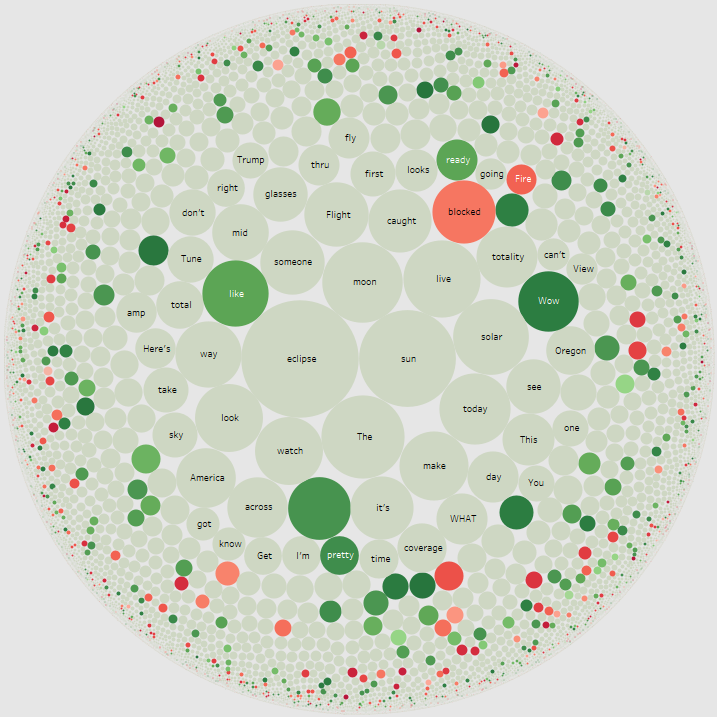 fly
Trump
thru
first
looks
ready
going
Fire
right
glasses
don't
Flight
caught
blocked
mid
Tune
someone
totality
can't
View
moon
live
like
Wow
amp
total
solar
Here's
way
eclipse
sun
Oregon
take
see
look
The
today
sky
one
watch
This
make
America
day
You
across
it's
WHAT
got
know
Get
I'm
pretty
time
coverage